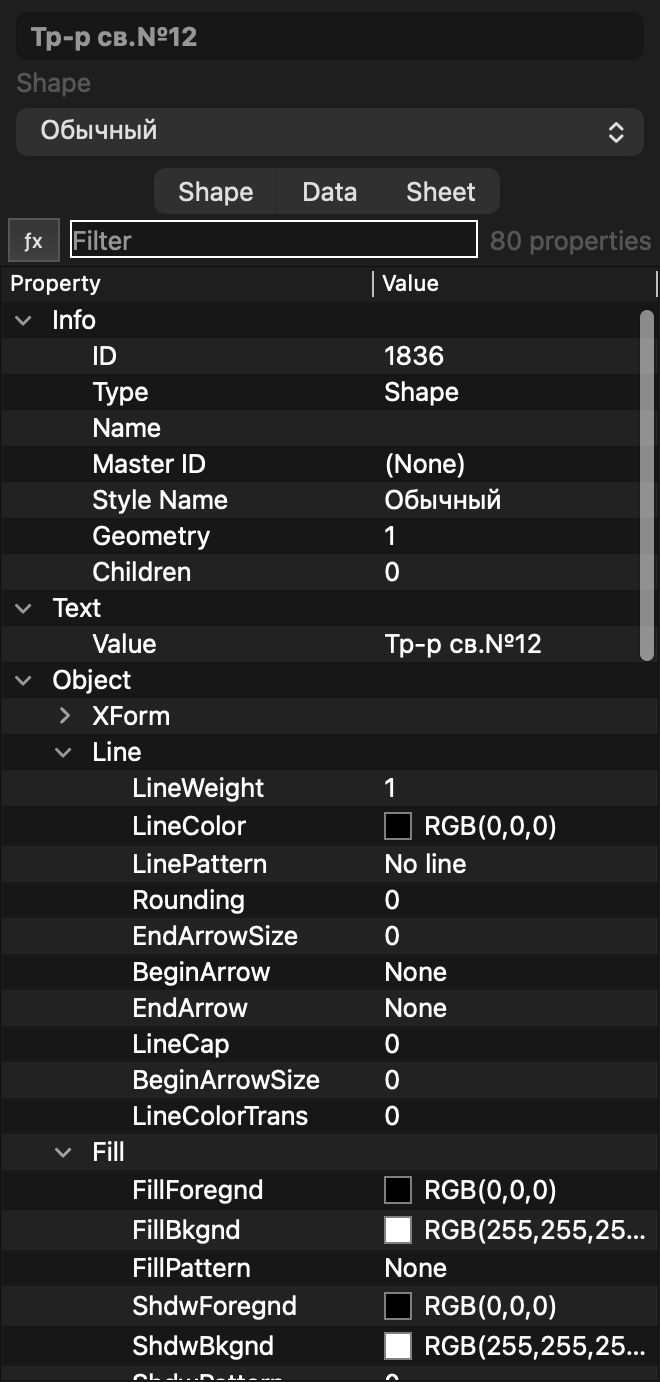 Тр-р св.№12
Shape
Обычный
Shape Data Sheet
ƒx Filter 80 properties
Property Value
Info
ID 1836
Type Shape
Name
Master ID (None)
Style Name Обычный
Geometry 1
Children 0
Text
Value Тр-р св.№12
Object
XForm
Line
LineWeight 1
LineColor RGB(0,0,0)
LinePattern No line
Rounding 0
EndArrowSize 0
BeginArrow None
EndArrow None
LineCap 0
BeginArrowSize 0
LineColorTrans 0
Fill
FillForegnd RGB(0,0,0)
FillBkgnd RGB(255,255,25...
FillPattern None
ShdwForegnd RGB(0,0,0)
ShdwBkgnd RGB(255,255,25...